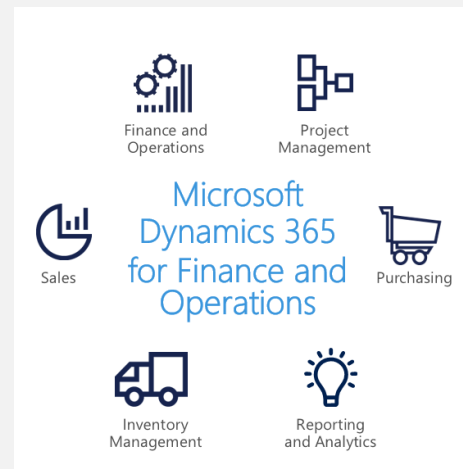 Finance and
Operations
Project
Management
Microsoft
Dynamics 365
for Finance and
Operations
Sales
Purchasing
Inventory
Management
Reporting
and Analytics